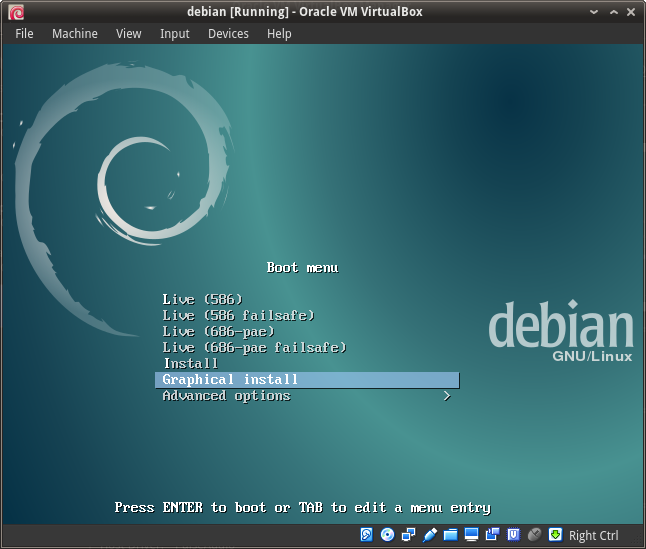 debian [Running] - Oracle VM VirtualBox
File Machine View Input Devices Help
Boot menu
Live (586)
Live (586 failsafe)
Live (686-pae)
Live (686-pae failsafe)
Install
Graphical install
Advanced options >
debian
GNU/Linux
Press ENTER to boot or TAB to edit a menu entry
Right Ctrl